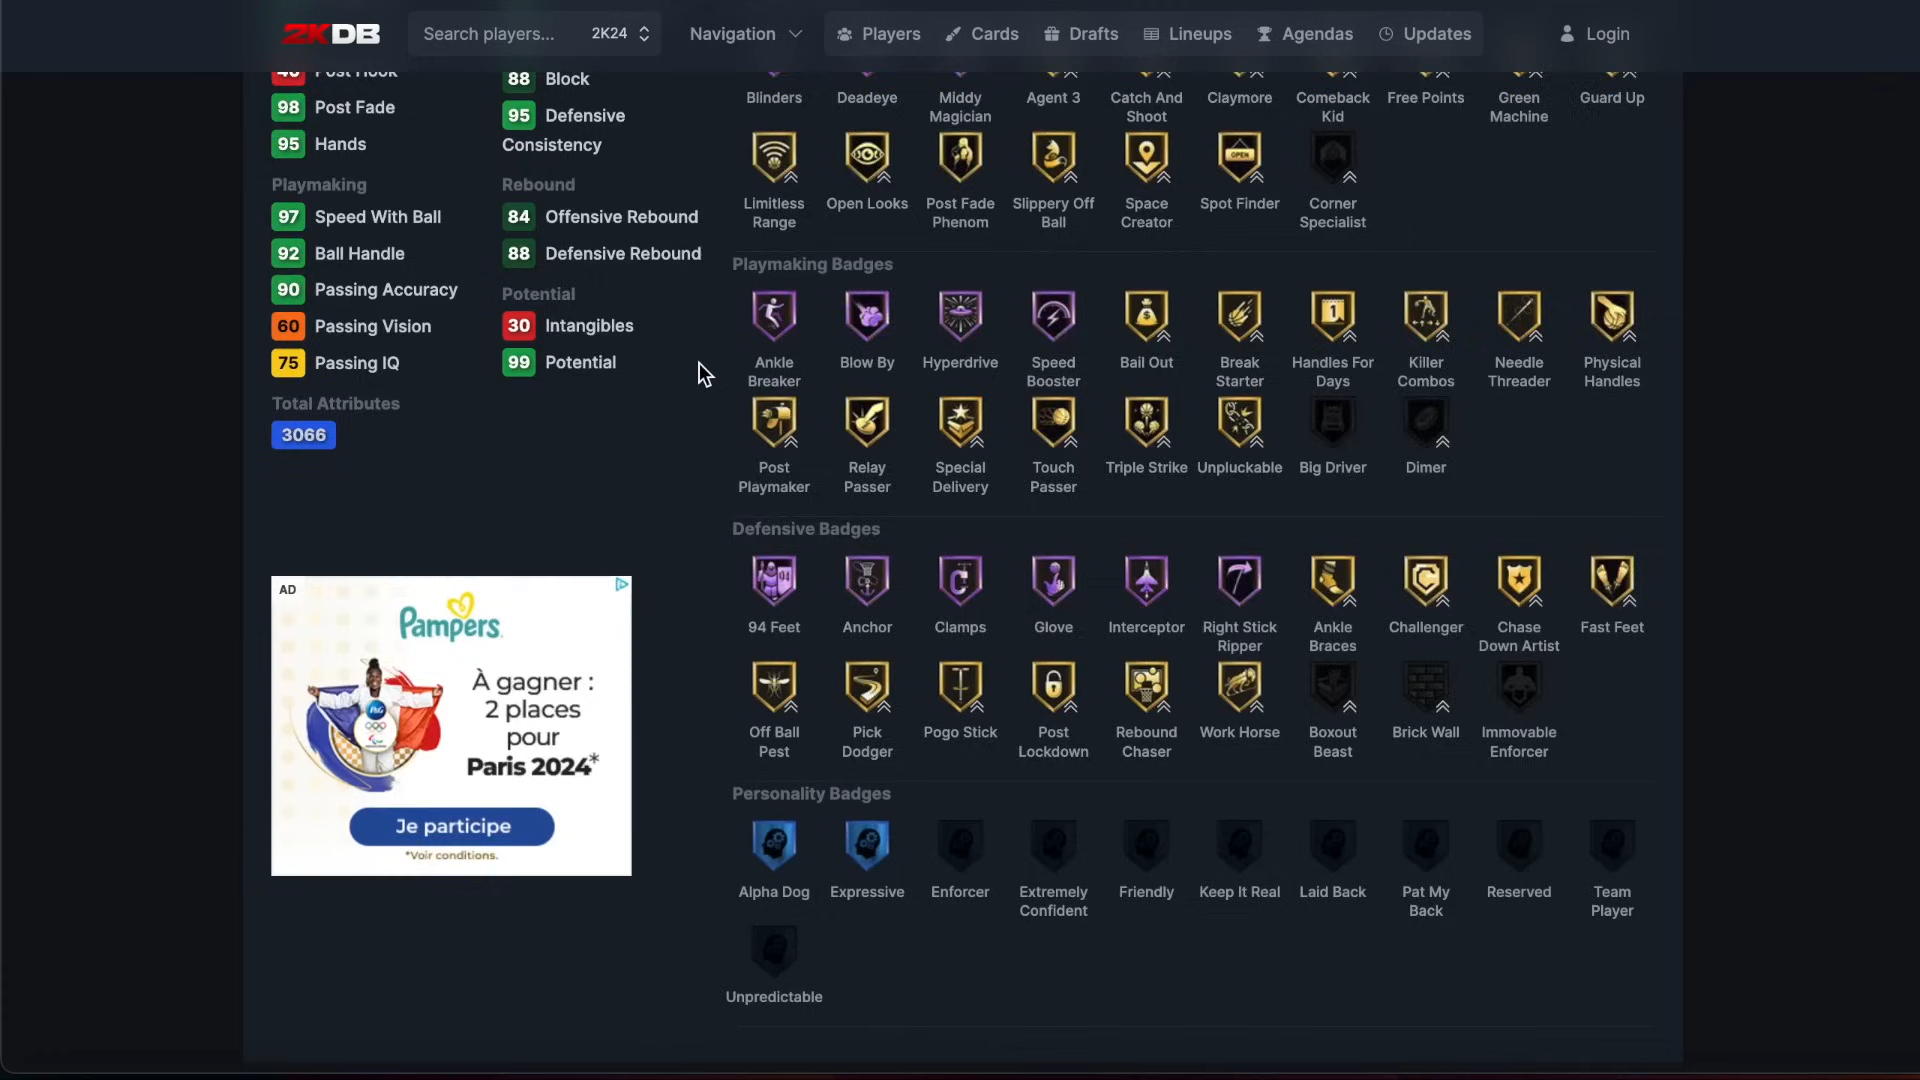 2KDB
Search players...
2K24
Navigation
Players
Cards
Drafts
Lineups
Agendas
Updates
Login
Post Hook
98 Post Fade
95 Hands
Playmaking
97 Speed With Ball
92 Ball Handle
90 Passing Accuracy
60 Passing Vision
75 Passing IQ
Total Attributes
3066
88 Block
95 Defensive
Consistency
Rebound
84 Offensive Rebound
88 Defensive Rebound
Potential
30 Intangibles
99 Potential
Blinders
Deadeye
Middy
Magician
Agent 3
Catch And
Shoot
Claymore
Comeback
Kid
Free Points
Green
Machine
Guard Up
Limitless
Range
Open Looks
Post Fade
Phenom
Slippery Off
Ball
Space
Creator
OPEN
Spot Finder
Corner
Specialist
Playmaking Badges
Ankle
Breaker
Blow By
Hyperdrive
Speed
Booster
Bail Out
Break
Starter
1
Handles For
Days
Killer
Combos
Needle
Threader
Physical
Handles
Post
Playmaker
Relay
Passer
Special
Delivery
Touch
Passer
Triple Strike
Unpluckable
Big Driver
Dimer
Defensive Badges
94 Feet
Anchor
Clamps
Glove
Interceptor
Right Stick
Ripper
Ankle
Braces
Challenger
Chase
Down Artist
Fast Feet
Off Ball
Pest
Pick
Dodger
Pogo Stick
Post
Lockdown
Rebound
Chaser
Work Horse
Boxout
Beast
Brick Wall
Immovable
Enforcer
Personality Badges
Alpha Dog
Expressive
Enforcer
Extremely
Confident
Friendly
Keep It Real
Laid Back
Pat My
Back
Reserved
Team
Player
Unpredictable
AD
Pampers
P&G
À gagner :
2 places
pour
Paris 2024*
Je participe
*Voir conditions.